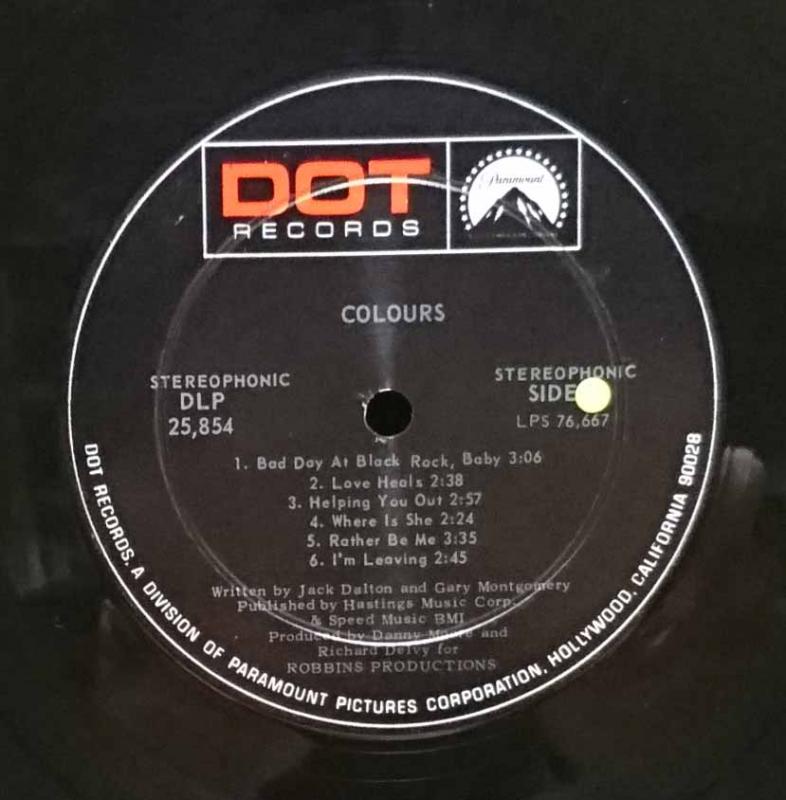 DOT
RECORDS
Paramount
COLOURS
STEREOPHONIC
DLP
25,854
STEREOPHONIC
SIDE
LPS 76,667
1. Bad Day At Black Rock, Baby 3:06
2. Love Heals 2:38
3. Helping You Out 2:57
4. Where Is She 2:24
5. Rather Be Me 3:35
6. I'm Leaving 2:45
Written by Jack Dalton and Gary Montgomery
Published by Hastings Music Corp.
& Speed Music BMI
Produced by Danny Moore and
Richard Delvy for
ROBBINS PRODUCTIONS
DOT RECORDS, A DIVISION OF PARAMOUNT PICTURES CORPORATION, HOLLYWOOD, CALIFORNIA 90028